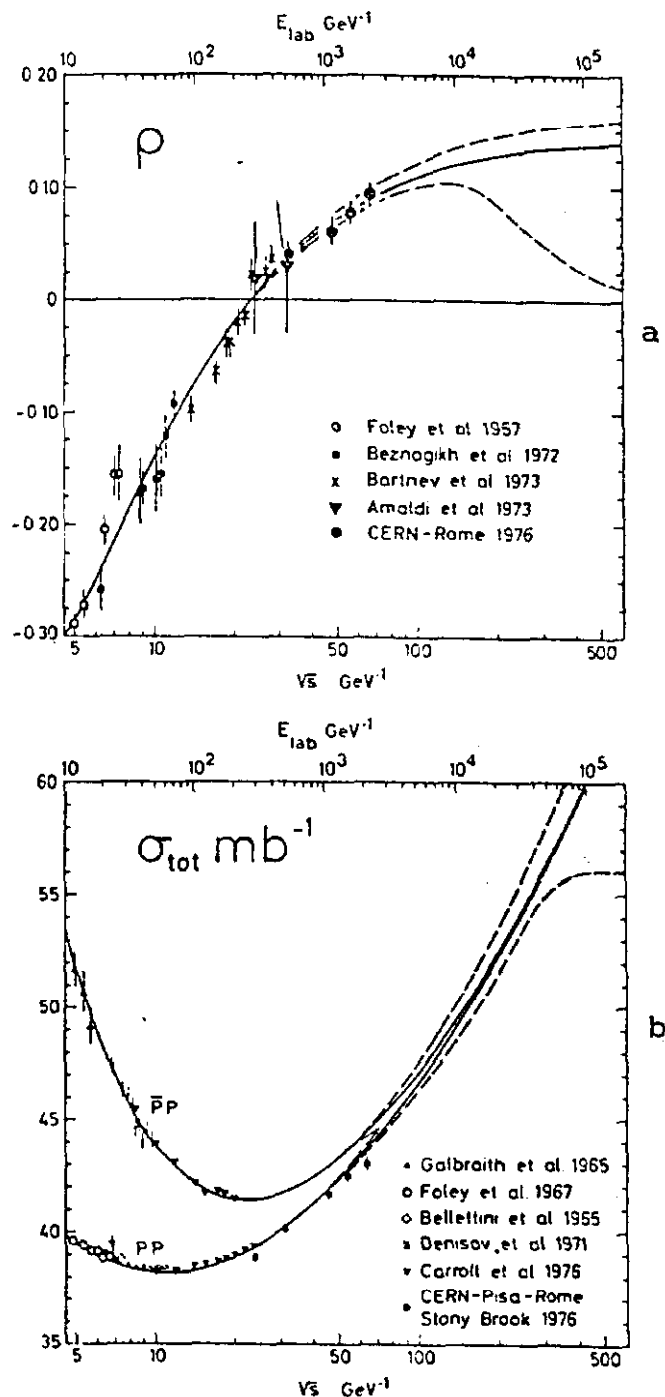 E_lab GeV⁻¹
10 10² 10³ 10⁴ 10⁵
0 20
ρ
0 10
0
a
-0 10
Foley et al 1957
Beznogikh et al 1972
Bartnev et al 1973
Amaldi et al 1973
CERN-Rome 1976
-0 20
-0 30
5 10 50 100 500
V̅s GeV⁻¹
E_lab GeV⁻¹
10 10² 10³ 10⁴ 10⁵
60
σ_tot mb⁻¹
55
50
b
p̅p
45
Galbraith et al. 1965
Foley et al 1967
Bellettini et al 1955
pp
40
Denisov, et al 1971
Carroll et al 1976
CERN-Pisa-Rome
Stony Brook 1976
35
5 10 50 100 500
V̅s GeV⁻¹